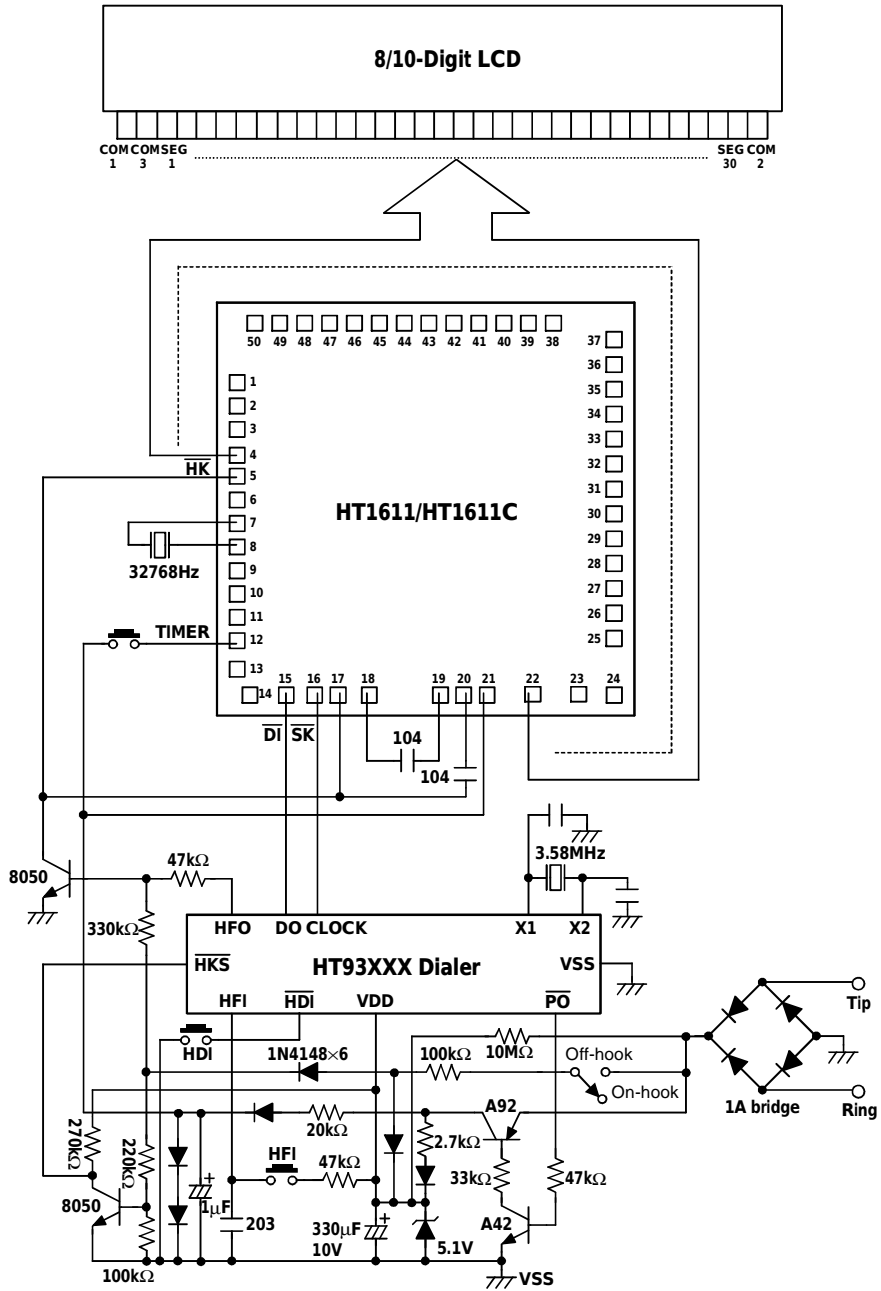 8/10-Digit LCD
COM COM SEG SEG COM
1 3 1 30 2
50 49 48 47 46 45 44 43 42 41 40 39 38
37
36
35
34
33
32
31
30
29
28
27
26
25
1
2
3
4
HK
5
6
7
8
32768Hz
9
10
11
TIMER 12
13
14 15 16 17 18 19 20 21 22 23 24
HT1611/HT1611C
DI SK
104
104
3.58MHz
8050
47kΩ
330kΩ
HFO DO CLOCK X1 X2
HKS HT93XXX Dialer VSS
HFI HDI VDD PO
HDI
1N4148×6
100kΩ
10MΩ
Off-hook
On-hook
Tip
1A bridge
Ring
270kΩ
220kΩ
20kΩ
A92
2.7kΩ
HFI
47kΩ
33kΩ
47kΩ
8050
+
1μF
203
+
330μF
10V
5.1V
A42
100kΩ
VSS